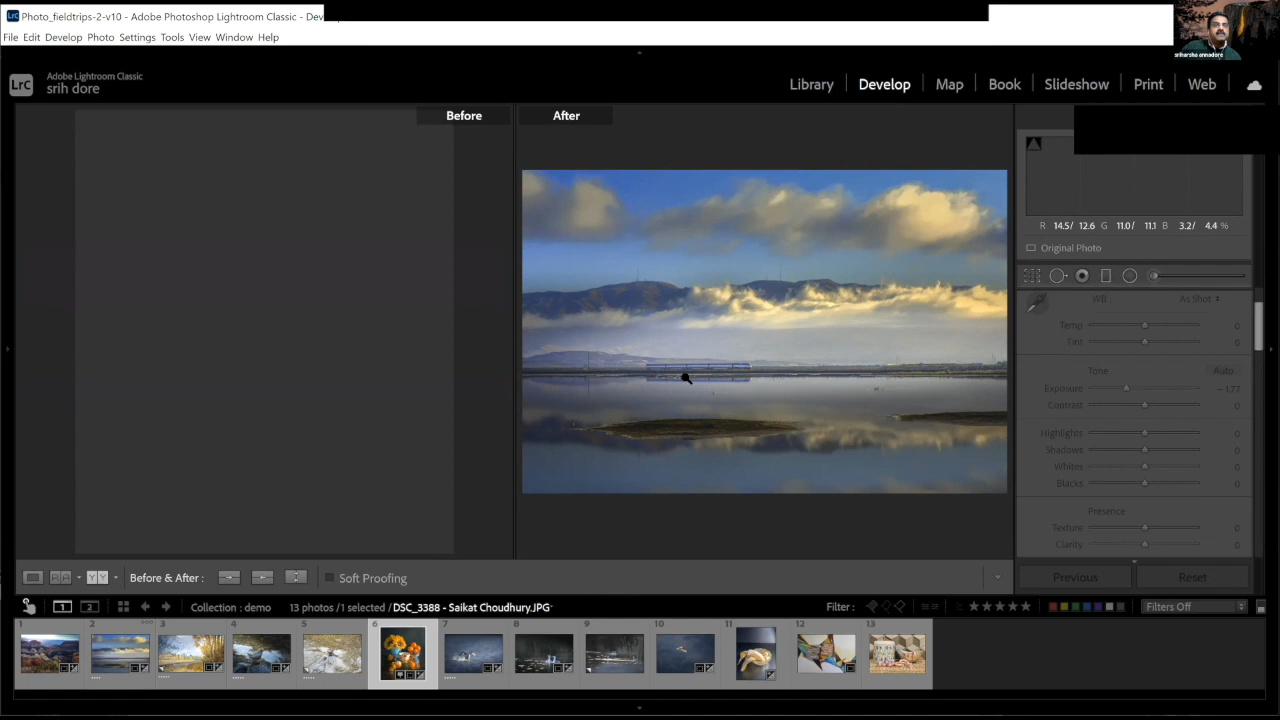 Photo_fieldtrips-2-v10 - Adobe Photoshop Lightroom Classic - Dev
File Edit Develop Photo Settings Tools View Window Help
sriharsha annadore
LrC Adobe Lightroom Classic
srih dore
Library Develop Map Book Slideshow Print Web
Before After
R 14.5/ 12.6 G 11.0/ 11.1 B 3.2/ 4.4 %
Original Photo
WB: As Shot
Temp 0
Tint 0
Tone Auto
Exposure - 1.77
Contrast 0
Highlights 0
Shadows 0
Whites 0
Blacks 0
Presence
Texture 0
Clarity 0
Before & After : Soft Proofing Previous Reset
1 2 Collection : demo 13 photos /1 selected /DSC_3388 - Saikat Choudhury.JPG Filter : Filters Off
1 2 3 4 5 6 7 8 9 10 11 12 13